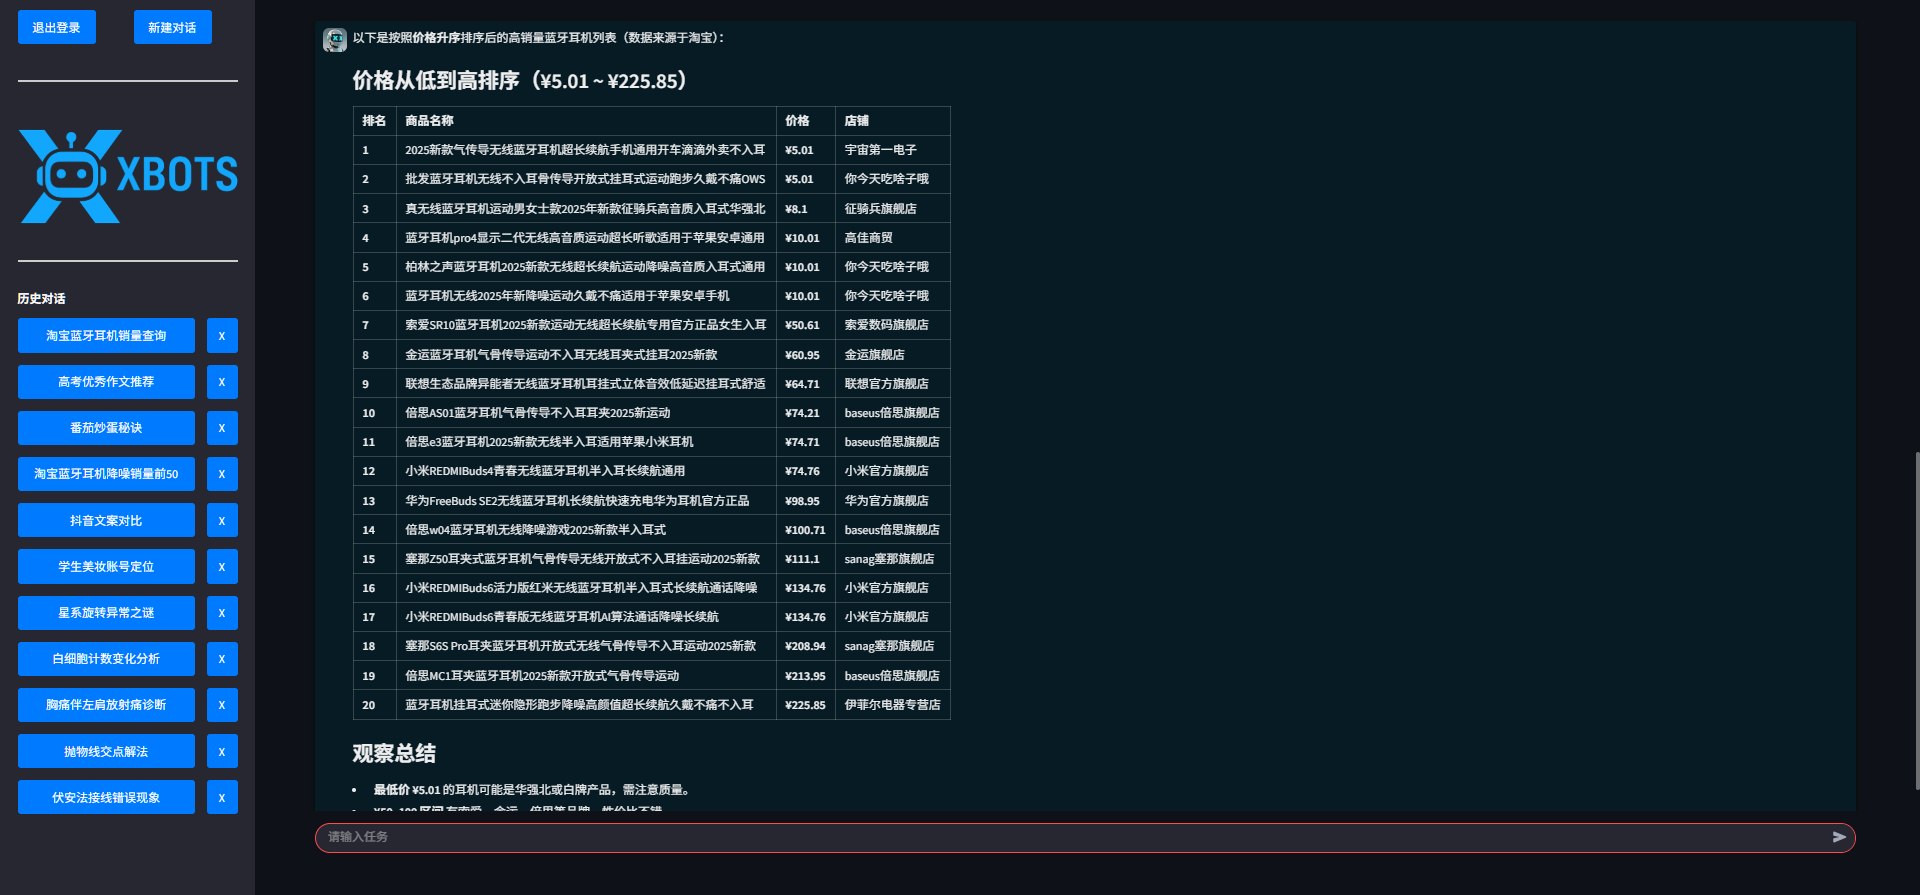 退出登录
新建对话
XBOTS
历史对话
淘宝蓝牙耳机销量查询 X
高考优秀作文推荐 X
番茄炒蛋秘诀 X
淘宝蓝牙耳机降噪销量前50 X
抖音文案对比 X
学生美妆账号定位 X
星系旋转异常之谜 X
白细胞计数变化分析 X
胸痛伴左肩放射痛诊断 X
抛物线交点解法 X
伏安法接线错误现象 X
以下是按照价格升序排序后的高销量蓝牙耳机列表（数据来源于淘宝）：
价格从低到高排序（¥5.01 ~ ¥225.85）
排名 商品名称 价格 店铺
1 2025新款气传导无线蓝牙耳机超长续航手机通用开车滴滴外卖不入耳 ¥5.01 宇宙第一电子
2 批发蓝牙耳机无线不入耳骨传导开放式挂耳式运动跑步久戴不痛OWS ¥5.01 你今天吃啥子哦
3 真无线蓝牙耳机运动男女士款2025年新款征骑兵高音质入耳式华强北 ¥8.1 征骑兵旗舰店
4 蓝牙耳机pro4显示二代无线高音质运动超长听歌适用于苹果安卓通用 ¥10.01 高佳商贸
5 柏林之声蓝牙耳机2025新款无线超长续航运动降噪高音质入耳式通用 ¥10.01 你今天吃啥子哦
6 蓝牙耳机无线2025年新降噪运动久戴不痛适用于苹果安卓手机 ¥10.01 你今天吃啥子哦
7 索爱SR10蓝牙耳机2025新款运动无线超长续航专用官方正品女生入耳 ¥50.61 索爱数码旗舰店
8 金运蓝牙耳机气骨传导运动不入耳无线耳夹式挂耳2025新款 ¥60.95 金运旗舰店
9 联想生态品牌异能者无线蓝牙耳机耳挂式立体音效低延迟挂耳式舒适 ¥64.71 联想官方旗舰店
10 倍思AS01蓝牙耳机气骨传导不入耳耳夹2025新运动 ¥74.21 baseus倍思旗舰店
11 倍思e3蓝牙耳机2025新款无线半入耳适用苹果小米耳机 ¥74.71 baseus倍思旗舰店
12 小米REDMIBuds4青春无线蓝牙耳机半入耳长续航通用 ¥74.76 小米官方旗舰店
13 华为FreeBuds SE2无线蓝牙耳机长续航快速充电华为耳机官方正品 ¥98.95 华为官方旗舰店
14 倍思w04蓝牙耳机无线降噪游戏2025新款半入耳式 ¥100.71 baseus倍思旗舰店
15 塞那Z50耳夹式蓝牙耳机气骨传导无线开放式不入耳挂运动2025新款 ¥111.1 sanag塞那旗舰店
16 小米REDMIBuds6活力版红米无线蓝牙耳机半入耳式长续航通话降噪 ¥134.76 小米官方旗舰店
17 小米REDMIBuds6青春版无线蓝牙耳机AI算法通话降噪长续航 ¥134.76 小米官方旗舰店
18 塞那S6S Pro耳夹蓝牙耳机开放式无线气骨传导不入耳运动2025新款 ¥208.94 sanag塞那旗舰店
19 倍思MC1耳夹蓝牙耳机2025新款开放式气骨传导运动 ¥213.95 baseus倍思旗舰店
20 蓝牙耳机挂耳式迷你隐形跑步降噪高颜值超长续航久戴不痛不入耳 ¥225.85 伊菲尔电器专营店
观察总结
• 最低价 ¥5.01 的耳机可能是华强北或白牌产品，需注意质量。
请输入任务